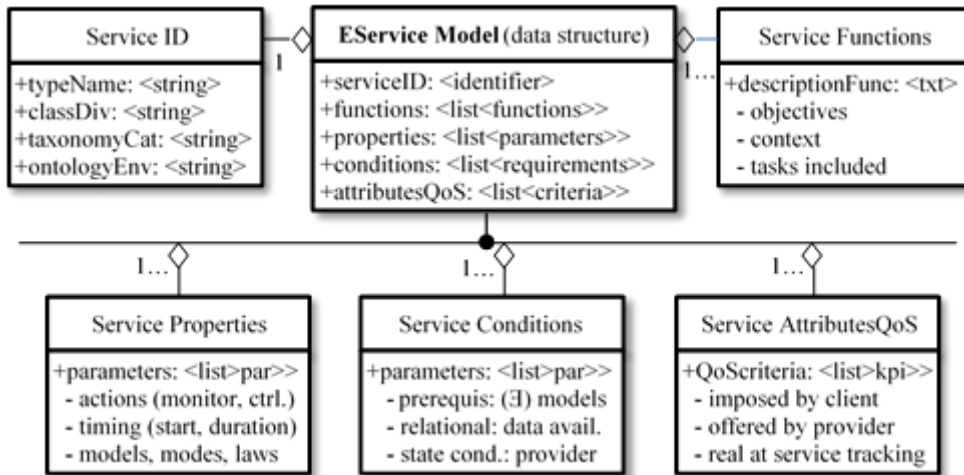 Service ID
+typeName: <string>
+classDiv: <string>
+taxonomyCat: <string>
+ontologyEnv: <string>
1
EService Model (data structure)
+serviceID: <identifier>
+functions: <list<functions>>
+properties: <list<parameters>>
+conditions: <list<requirements>>
+attributesQoS: <list<criteria>>
1...
Service Functions
+descriptionFunc: <txt>
- objectives
- context
- tasks included
1...
Service Properties
+parameters: <list>par>>
- actions (monitor, ctrl.)
- timing (start, duration)
- models, modes, laws
1...
Service Conditions
+parameters: <list>par>>
- prerequis: (∃) models
- relational: data avail.
- state cond.: provider
1...
Service AttributesQoS
+QoScriteria: <list>kpi>>
- imposed by client
- offered by provider
- real at service tracking